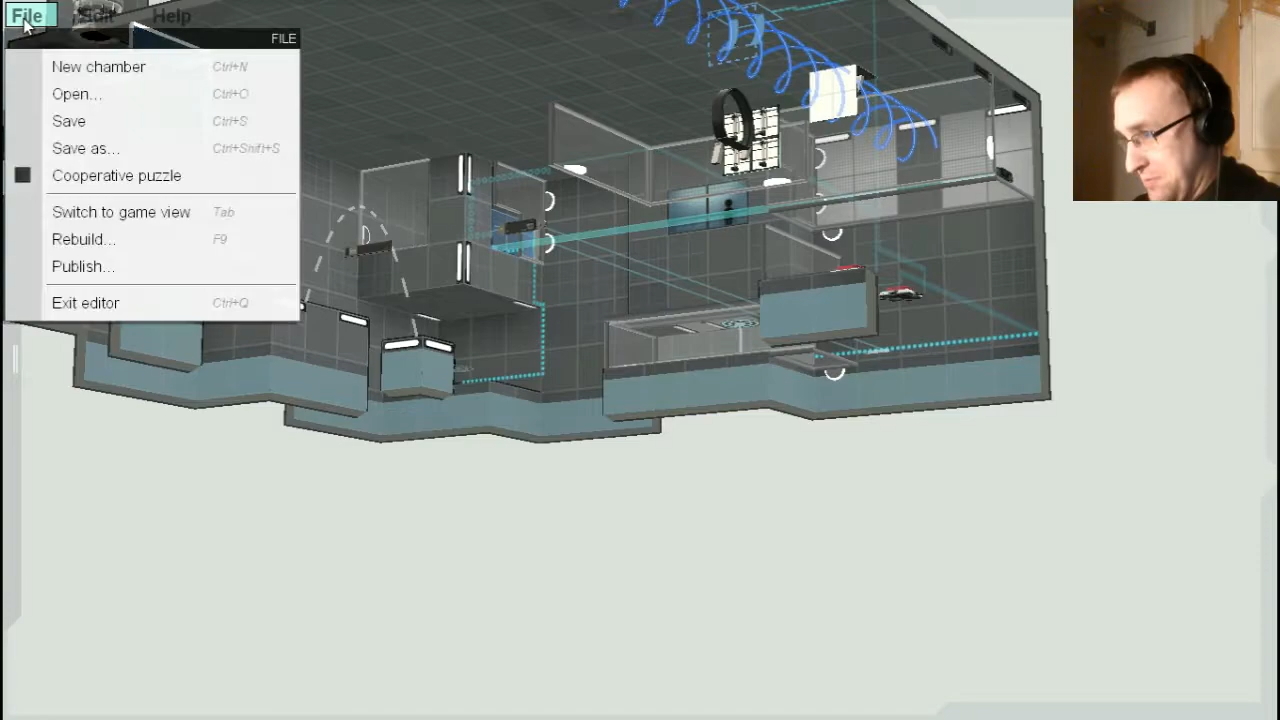 File Edit Help
FILE
New chamber Ctrl+N
Open... Ctrl+O
Save Ctrl+S
Save as... Ctrl+Shift+S
Cooperative puzzle
Switch to game view Tab
Rebuild... F9
Publish...
Exit editor Ctrl+Q